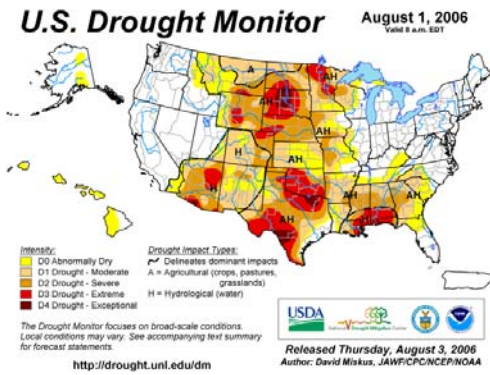 U.S. Drought Monitor
August 1, 2006
Valid 8 a.m. EDT
A
AH
AH
AH
H
AH
H
AH
AH
AH
Intensity:
D0 Abnormally Dry
D1 Drought - Moderate
D2 Drought - Severe
D3 Drought - Extreme
D4 Drought - Exceptional
Drought Impact Types:
Delineates dominant impacts
A = Agricultural (crops, pastures,
grasslands)
H = Hydrological (water)
The Drought Monitor focuses on broad-scale conditions.
Local conditions may vary. See accompanying text summary
for forecast statements.
http://drought.unl.edu/dm
USDA
National Drought Mitigation Center
Released Thursday, August 3, 2006
Author: David Miskus, JAWF/CPC/NCEP/NOAA